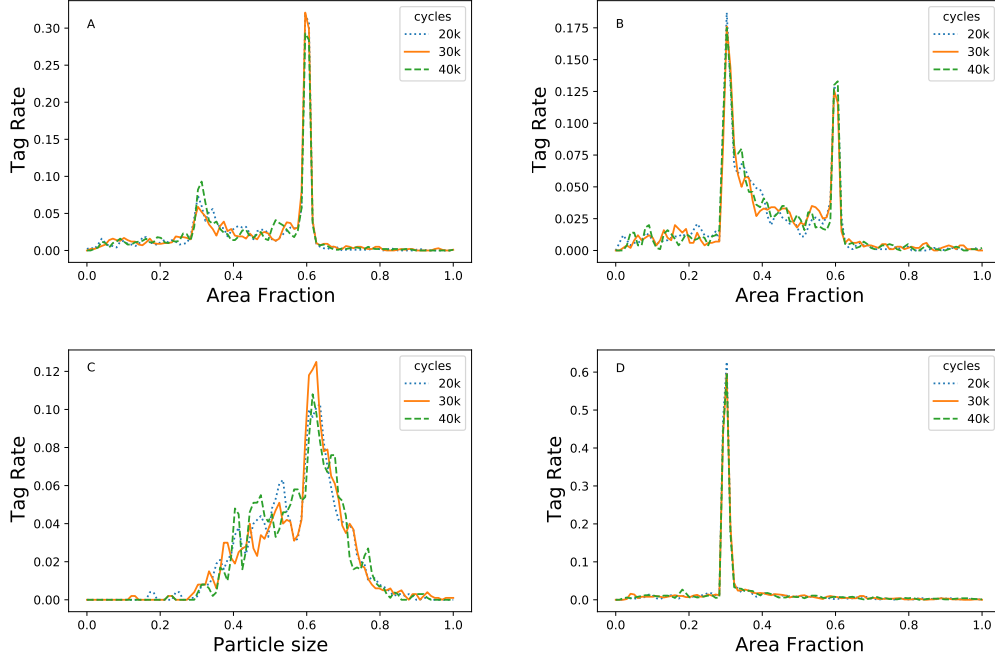 A
cycles
20k
30k
40k
0.30
0.25
0.20
0.15
0.10
0.05
0.00
Tag Rate
0.0 0.2 0.4 0.6 0.8 1.0
Area Fraction
B
cycles
20k
30k
40k
0.175
0.150
0.125
0.100
0.075
0.050
0.025
0.000
Tag Rate
0.0 0.2 0.4 0.6 0.8 1.0
Area Fraction
C
cycles
20k
30k
40k
0.12
0.10
0.08
0.06
0.04
0.02
0.00
Tag Rate
0.0 0.2 0.4 0.6 0.8 1.0
Particle size
D
cycles
20k
30k
40k
0.6
0.5
0.4
0.3
0.2
0.1
0.0
Tag Rate
0.0 0.2 0.4 0.6 0.8 1.0
Area Fraction